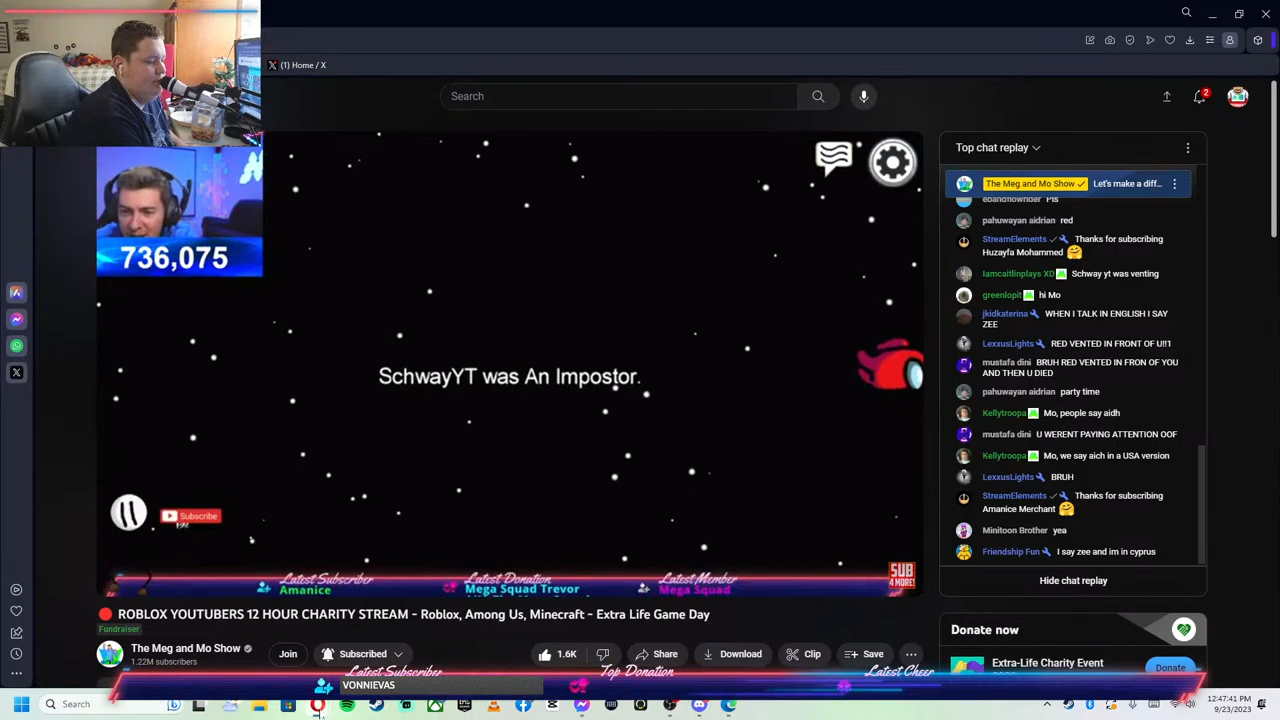 (1) Home / X
Search
2
736,075
SchwayYT was An Impostor.
Subscribe
Latest Subscriber
Amanice
Latest Donation
Mega Squad Trevor
Latest Member
Mega Squad
SUB
4 MORE!
ROBLOX YOUTUBERS 12 HOUR CHARITY STREAM - Roblox, Among Us, Minecraft - Extra Life Game Day
Fundraiser
The Meg and Mo Show
1.22M subscribers
Join
Subscribed
1.6K
Share
Download
Clip
Save
Top chat replay
The Meg and Mo Show Let's make a diff...
pahuwayan aidrian red
StreamElements Thanks for subscribing
Huzayfa Mohammed
Iamcaitlinplays XD Schway yt was venting
greenlopit hi Mo
jkidkaterina WHEN I TALK IN ENGLISH I SAY
ZEE
LexxusLights RED VENTED IN FRONT OF U!!1
mustafa dini BRUH RED VENTED IN FRON OF YOU
AND THEN U DIED
pahuwayan aidrian party time
Kellytroopa Mo, people say aidh
mustafa dini U WERENT PAYING ATTENTION OOF
Kellytroopa Mo, we say aich in a USA version
LexxusLights BRUH
StreamElements Thanks for subscribing
Amanice Merchant
Minitoon Brother yea
Friendship Fun I say zee and im in cyprus
Hide chat replay
Donate now
Extra-Life Charity Event
Donate
Latest Subscriber
VONNIEVAS
Top Donation
Latest Cheer
Search
12:47:41 PM
9/23/2023